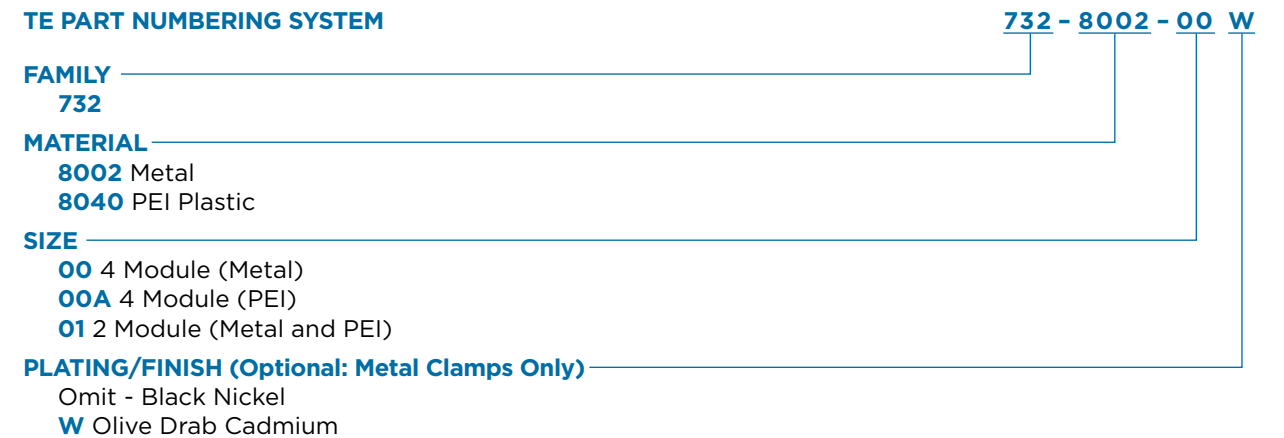 TE PART NUMBERING SYSTEM 732 – 8002 – 00 W
FAMILY
732
MATERIAL
8002 Metal
8040 PEI Plastic
SIZE
00 4 Module (Metal)
00A 4 Module (PEI)
01 2 Module (Metal and PEI)
PLATING/FINISH (Optional: Metal Clamps Only)
Omit - Black Nickel
W Olive Drab Cadmium